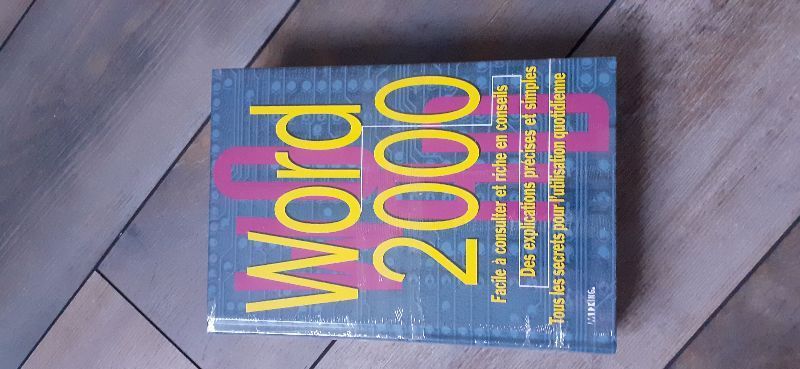 Word
2000
Facile à consulter et riche en conseils
Des explications précises et simples
Tous les secrets pour l'utilisation quotidienne